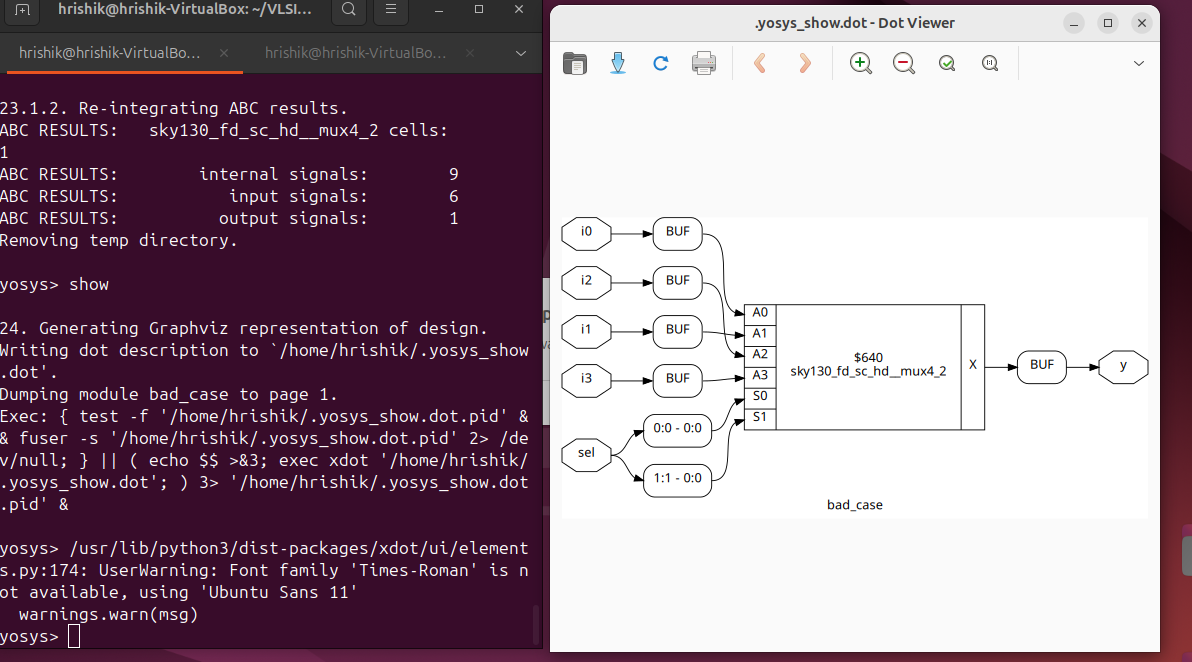 hrishik@hrishik-VirtualBox: ~/VLSI...
hrishik@hrishik-VirtualBo...
hrishik@hrishik-VirtualBo...
23.1.2. Re-integrating ABC results.
ABC RESULTS:   sky130_fd_sc_hd__mux4_2 cells:
1
ABC RESULTS:        internal signals:        9
ABC RESULTS:           input signals:        6
ABC RESULTS:          output signals:        1
Removing temp directory.
yosys> show
24. Generating Graphviz representation of design.
Writing dot description to `/home/hrishik/.yosys_show
.dot'.
Dumping module bad_case to page 1.
Exec: { test -f '/home/hrishik/.yosys_show.dot.pid' &
& fuser -s '/home/hrishik/.yosys_show.dot.pid' 2> /de
v/null; } || ( echo $$ >&3; exec xdot '/home/hrishik/
.yosys_show.dot'; ) 3> '/home/hrishik/.yosys_show.dot
.pid' &
yosys> /usr/lib/python3/dist-packages/xdot/ui/element
s.py:174: UserWarning: Font family 'Times-Roman' is n
ot available, using 'Ubuntu Sans 11'
  warnings.warn(msg)
yosys>
.yosys_show.dot - Dot Viewer
i0
BUF
i2
BUF
i1
BUF
i3
BUF
sel
0:0 - 0:0
1:1 - 0:0
A0
A1
A2
A3
S0
S1
$640
sky130_fd_sc_hd__mux4_2
X
BUF
y
bad_case